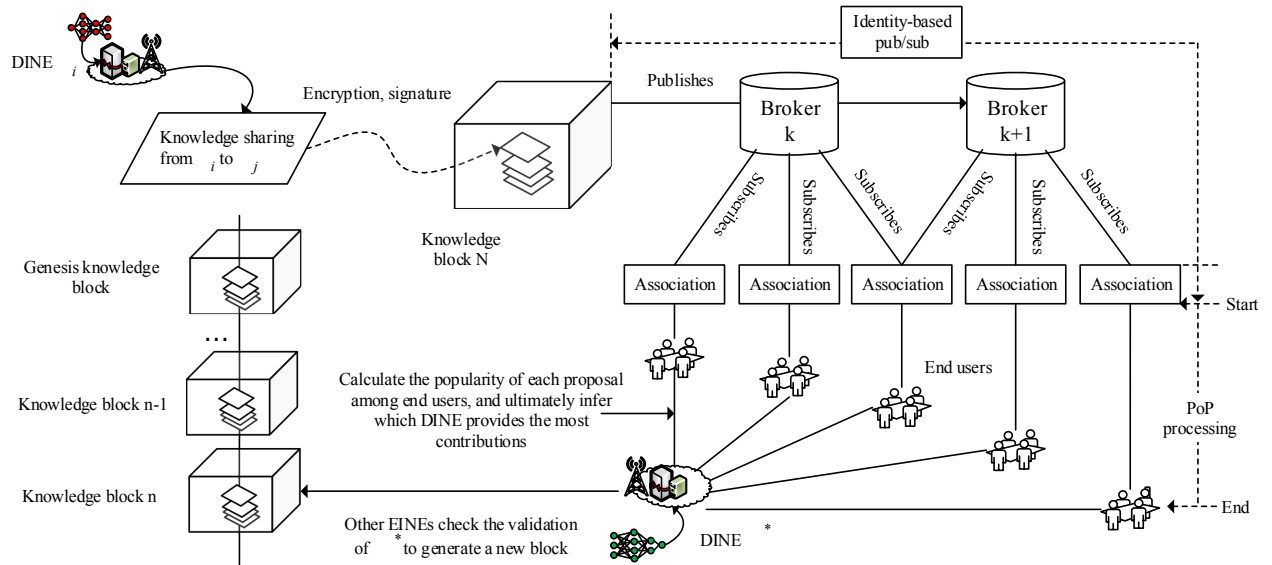 DINE
i
Knowledge sharing
from i to j
Encryption, signature
Knowledge
block N
Identity-based
pub/sub
Publishes
Broker
k
Broker
k+1
Subscribes
Subscribes
Subscribes
Subscribes
Subscribes
Subscribes
Association
Association
Association
Association
Association
Start
End users
PoP
processing
End
Genesis knowledge
block
...
Knowledge block n-1
Knowledge block n
Calculate the popularity of each proposal
among end users, and ultimately infer
which DINE provides the most
contributions
Other EINEs check the validation
of * to generate a new block
DINE *